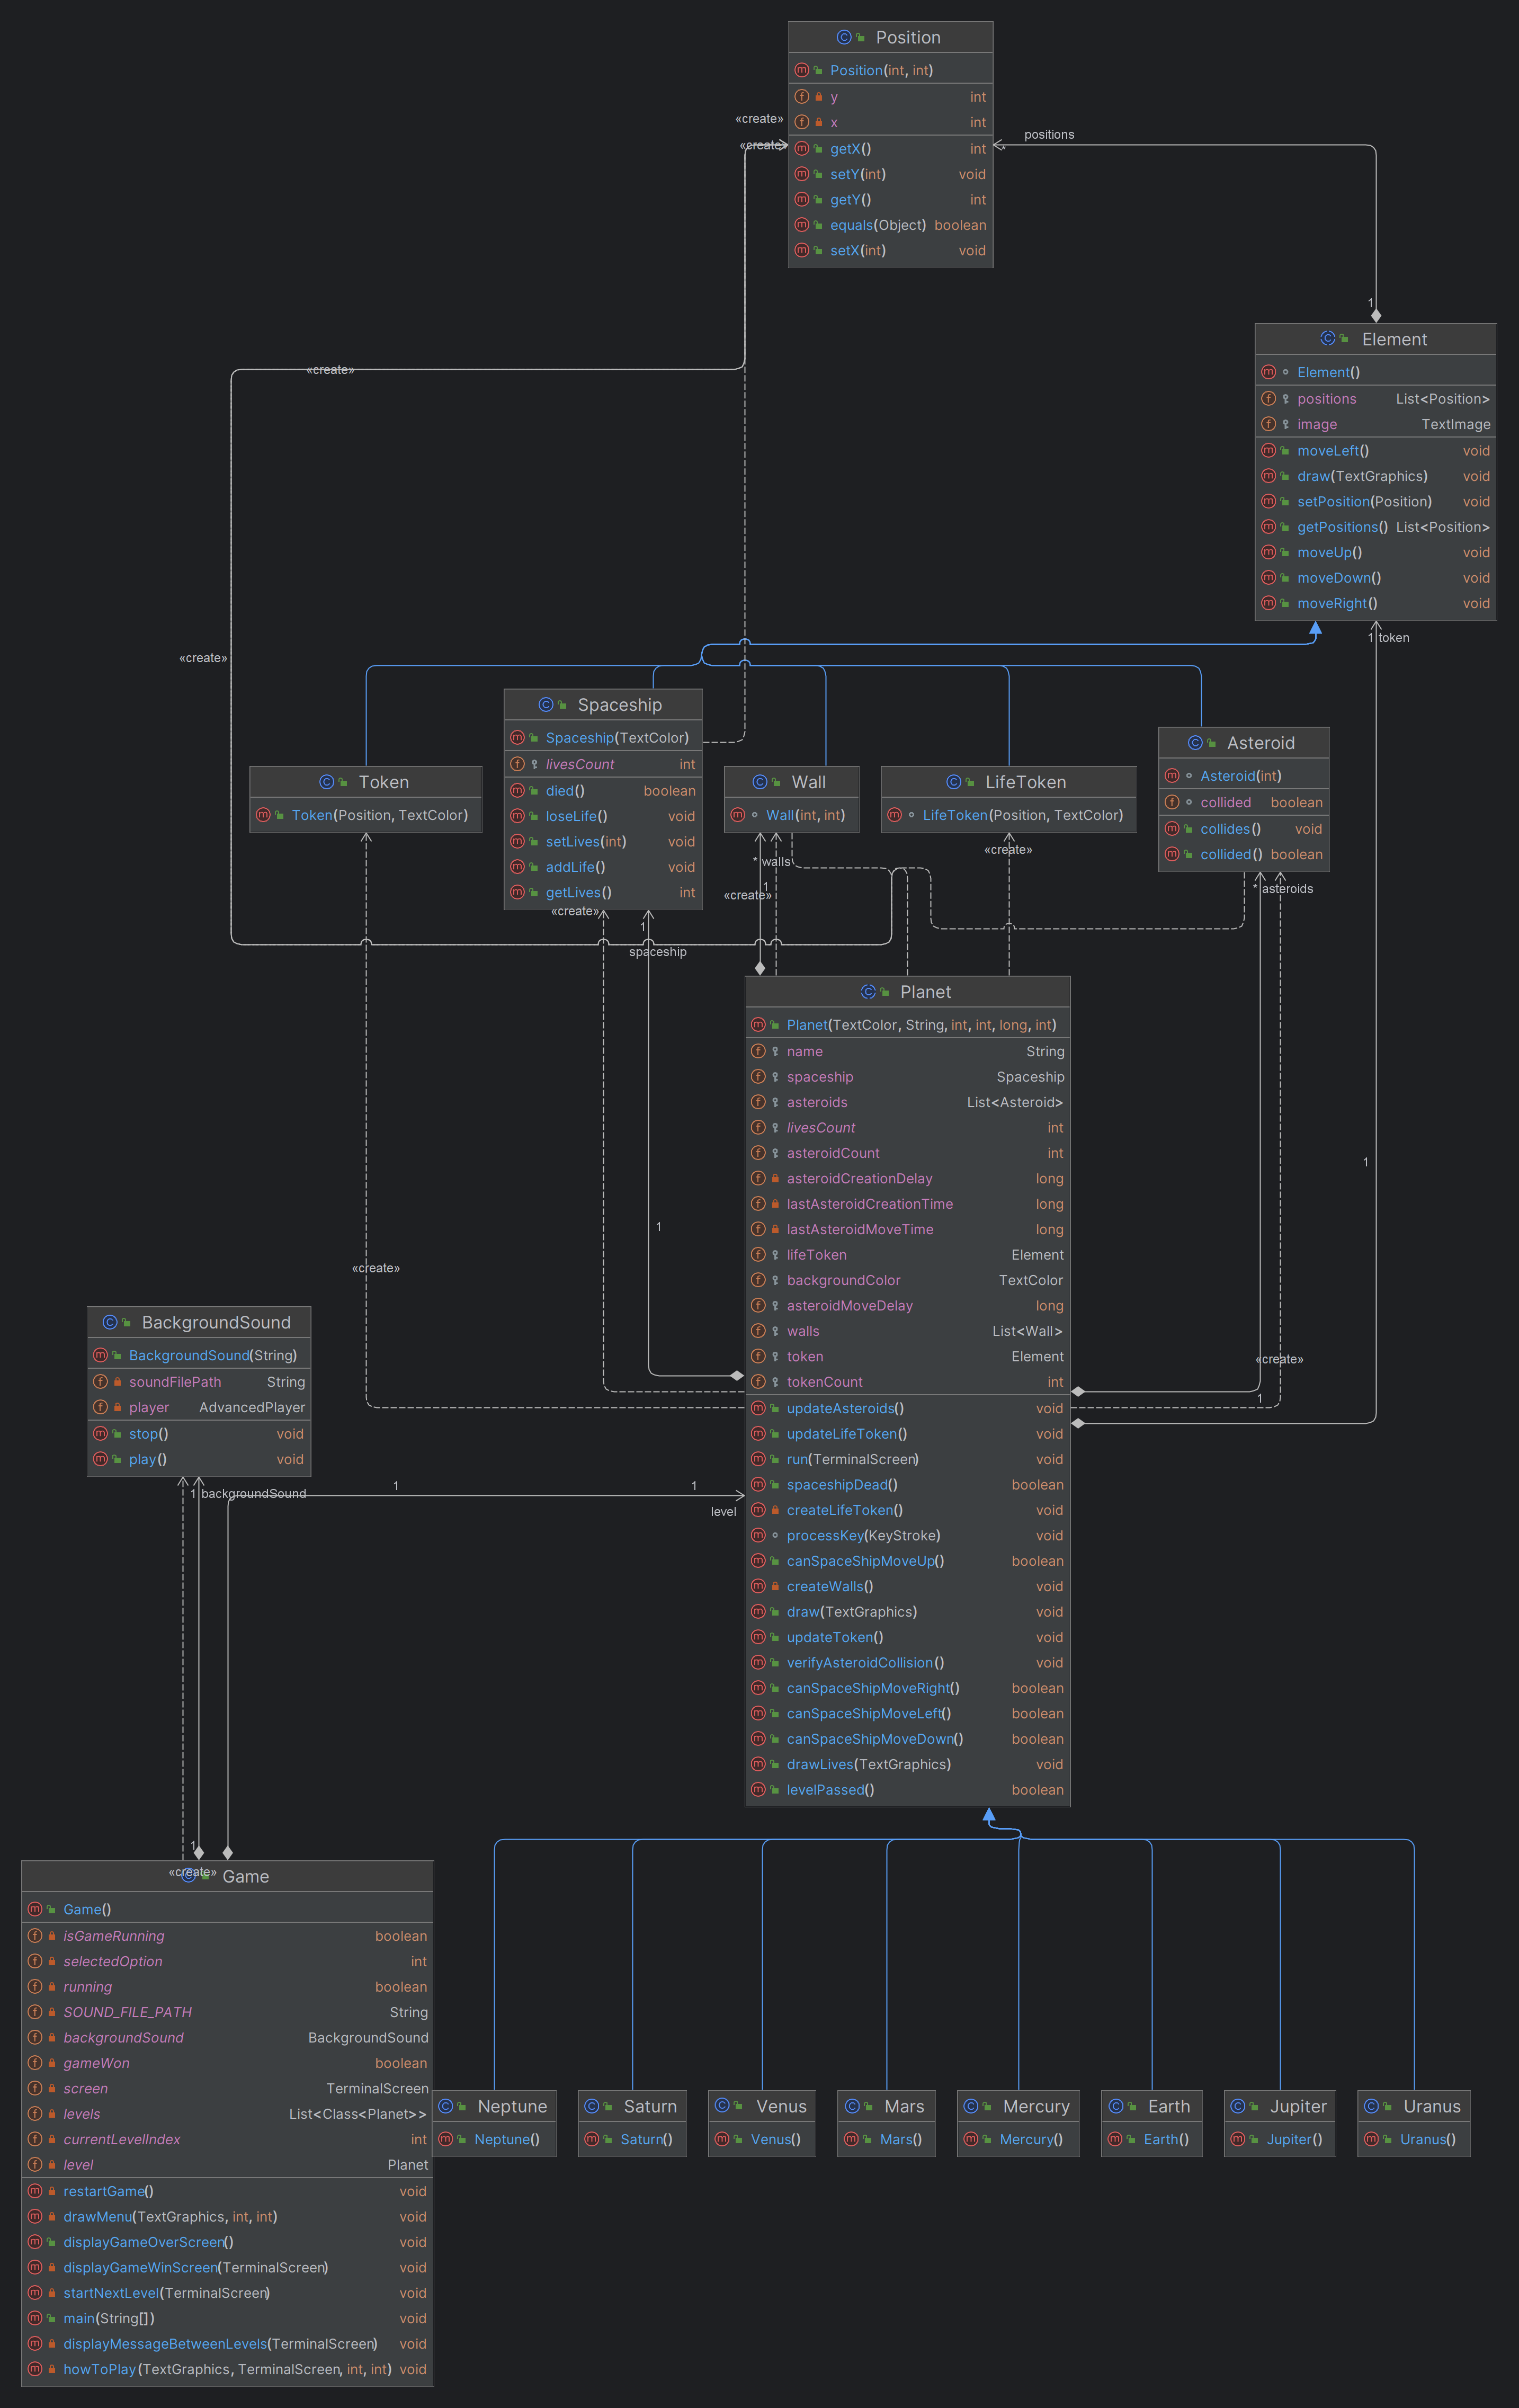 Position
Position(int, int)
y int
x int
getX() int
setY(int) void
getY() int
equals(Object) boolean
setX(int) void
«create»
«create»
*
positions
1
Element
Element()
positions List<Position>
image TextImage
moveLeft() void
draw(TextGraphics) void
setPosition(Position) void
getPositions() List<Position>
moveUp() void
moveDown() void
moveRight() void
«create»
«create»
1 token
Token
Token(Position, TextColor)
Spaceship
Spaceship(TextColor)
livesCount int
died() boolean
loseLife() void
setLives(int) void
addLife() void
getLives() int
Wall
Wall(int, int)
LifeToken
LifeToken(Position, TextColor)
Asteroid
Asteroid(int)
collided boolean
collides() void
collided() boolean
«create»
* walls
1
«create»
* asteroids
«create»
1
spaceship
Planet
Planet(TextColor, String, int, int, long, int)
name String
spaceship Spaceship
asteroids List<Asteroid>
livesCount int
asteroidCount int
asteroidCreationDelay long
lastAsteroidCreationTime long
lastAsteroidMoveTime long
lifeToken Element
backgroundColor TextColor
asteroidMoveDelay long
walls List<Wall>
token Element
tokenCount int
updateAsteroids() void
updateLifeToken() void
run(TerminalScreen) void
spaceshipDead() boolean
createLifeToken() void
processKey(KeyStroke) void
canSpaceShipMoveUp() boolean
createWalls() void
draw(TextGraphics) void
updateToken() void
verifyAsteroidCollision() void
canSpaceShipMoveRight() boolean
canSpaceShipMoveLeft() boolean
canSpaceShipMoveDown() boolean
drawLives(TextGraphics) void
levelPassed() boolean
1
1
«create»
«create»
1
BackgroundSound
BackgroundSound(String)
soundFilePath String
player AdvancedPlayer
stop() void
play() void
1 backgroundSound
1
1
level
1
«create»
Game
Game()
isGameRunning boolean
selectedOption int
running boolean
SOUND_FILE_PATH String
backgroundSound BackgroundSound
gameWon boolean
screen TerminalScreen
levels List<Class<Planet>>
currentLevelIndex int
level Planet
restartGame() void
drawMenu(TextGraphics, int, int) void
displayGameOverScreen() void
displayGameWinScreen(TerminalScreen) void
startNextLevel(TerminalScreen) void
main(String[]) void
displayMessageBetweenLevels(TerminalScreen) void
howToPlay(TextGraphics, TerminalScreen, int, int) void
Neptune
Neptune()
Saturn
Saturn()
Venus
Venus()
Mars
Mars()
Mercury
Mercury()
Earth
Earth()
Jupiter
Jupiter()
Uranus
Uranus()